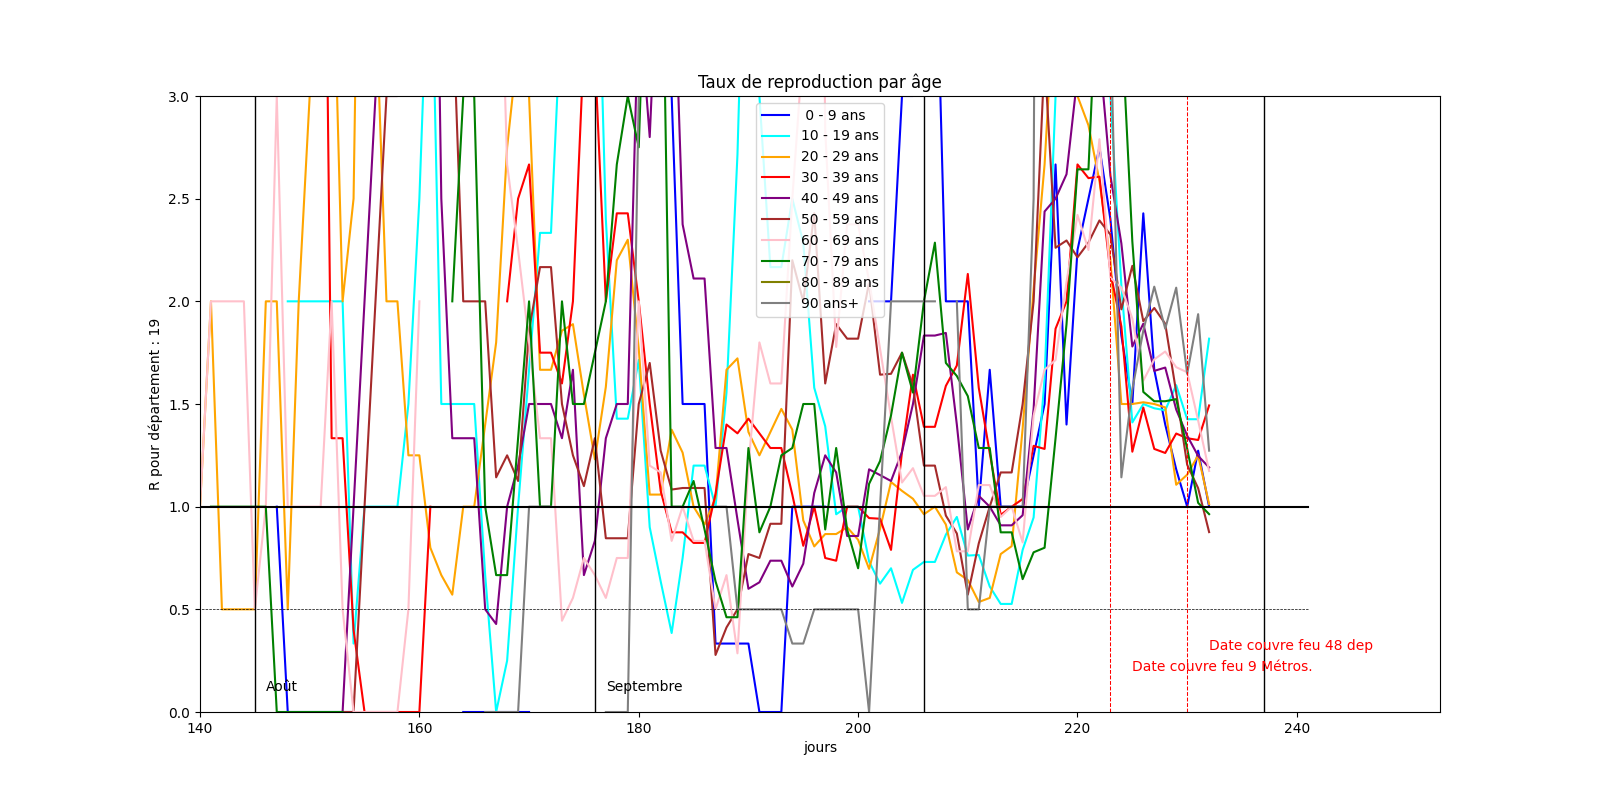 Taux de reproduction par âge
R pour département : 19
3.0
2.5
2.0
1.5
1.0
0.5
0.0
0 - 9 ans
10 - 19 ans
20 - 29 ans
30 - 39 ans
40 - 49 ans
50 - 59 ans
60 - 69 ans
70 - 79 ans
80 - 89 ans
90 ans+
Date couvre feu 48 dep
Date couvre feu 9 Métros.
Août
Septembre
140
160
180
200
220
240
jours